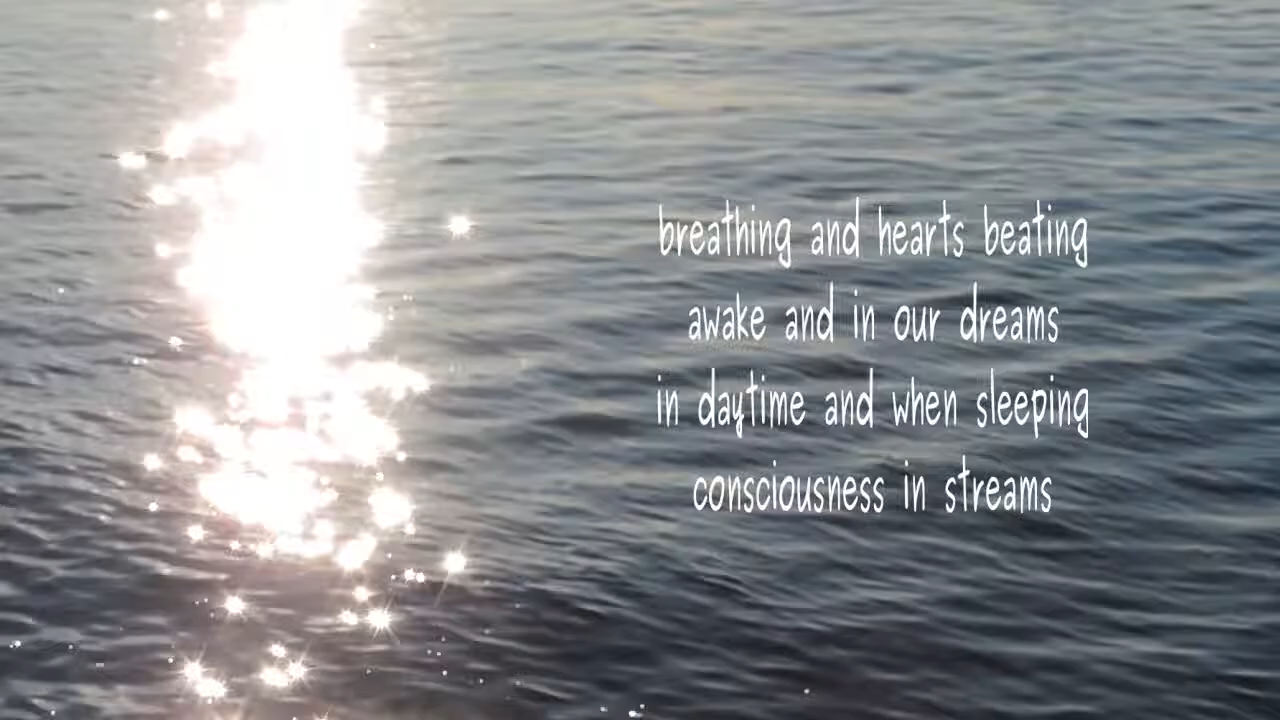 breathing and hearts beating
awake and in our dreams
in daytime and when sleeping
consciousness in streams